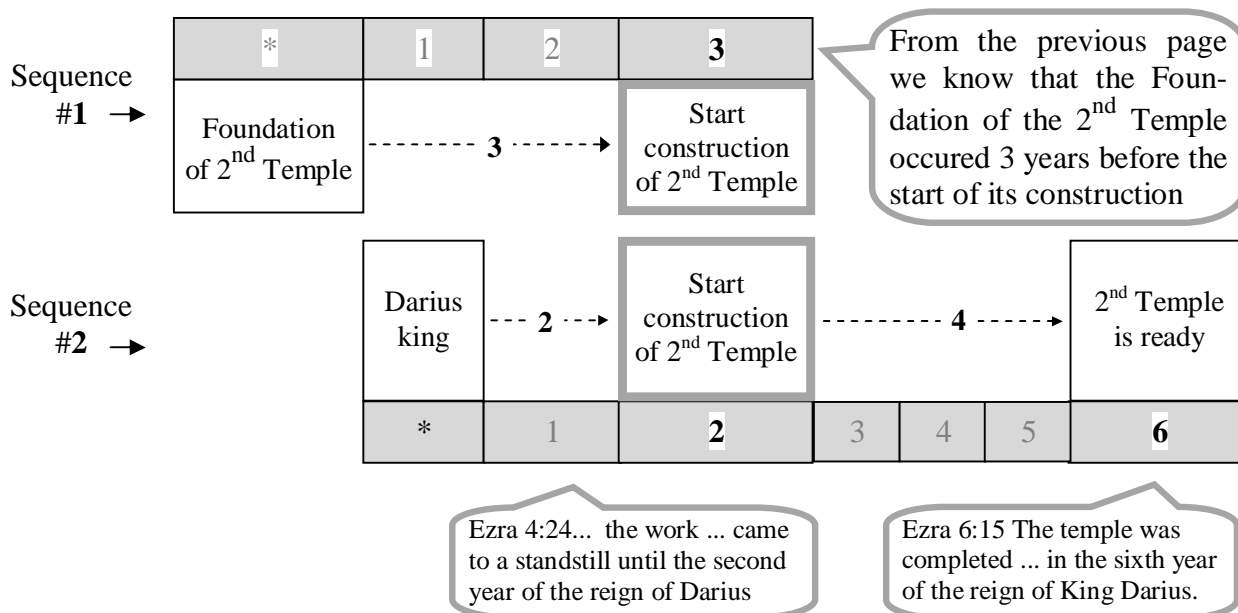 * 1 2 3
Sequence
#1
Foundation
of 2nd Temple
3
Start
construction
of 2nd Temple
From the previous page
we know that the Foun-
dation of the 2nd Temple
occured 3 years before the
start of its construction
Sequence
#2
Darius
king
2
Start
construction
of 2nd Temple
4
2nd Temple
is ready
* 1 2 3 4 5 6
Ezra 4:24... the work ... came
to a standstill until the second
year of the reign of Darius
Ezra 6:15 The temple was
completed ... in the sixth year
of the reign of King Darius.